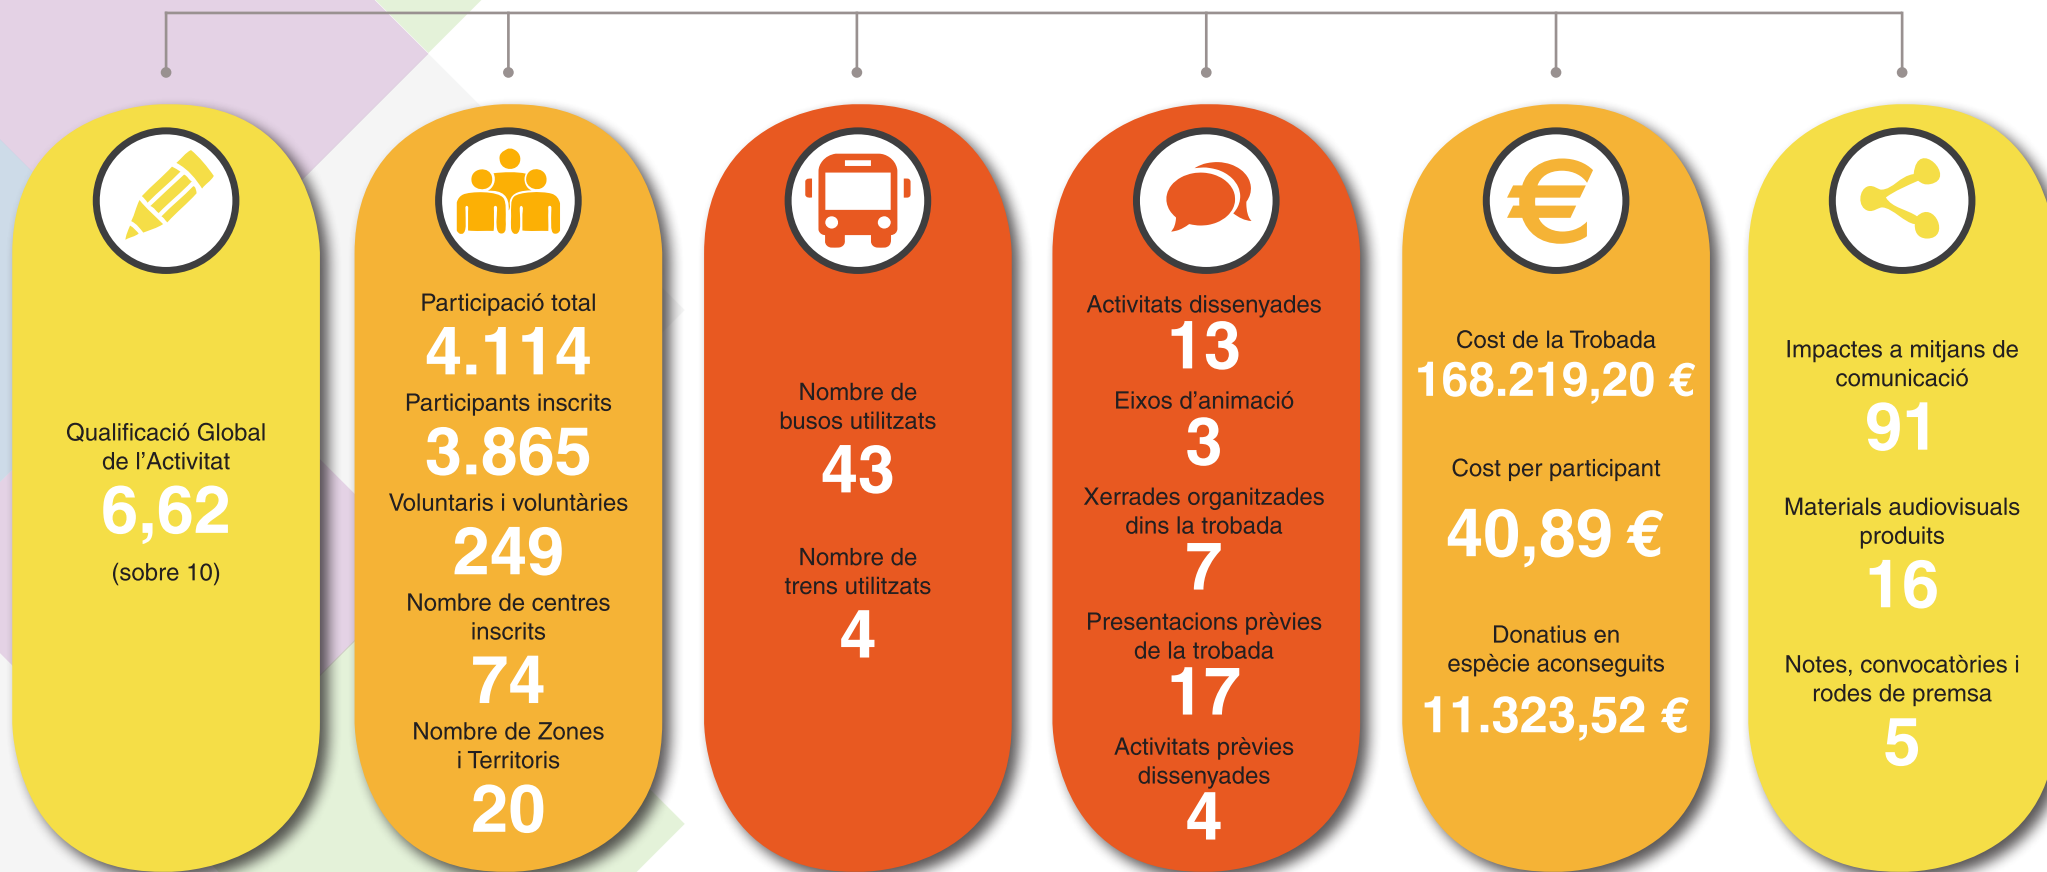 Qualificació Global
de l’Activitat
6,62
(sobre 10)
Participació total
4.114
Participants inscrits
3.865
Voluntaris i voluntàries
249
Nombre de centres
inscrits
74
Nombre de Zones
i Territoris
20
Nombre de
busos utilitzats
43
Nombre de
trens utilitzats
4
Activitats dissenyades
13
Eixos d’animació
3
Xerrades organitzades
dins la trobada
7
Presentacions prèvies
de la trobada
17
Activitats prèvies
dissenyades
4
Cost de la Trobada
168.219,20 €
Cost per participant
40,89 €
Donatius en
espècie aconseguits
11.323,52 €
Impactes a mitjans de
comunicació
91
Materials audiovisuals
produits
16
Notes, convocatòries i
rodes de premsa
5